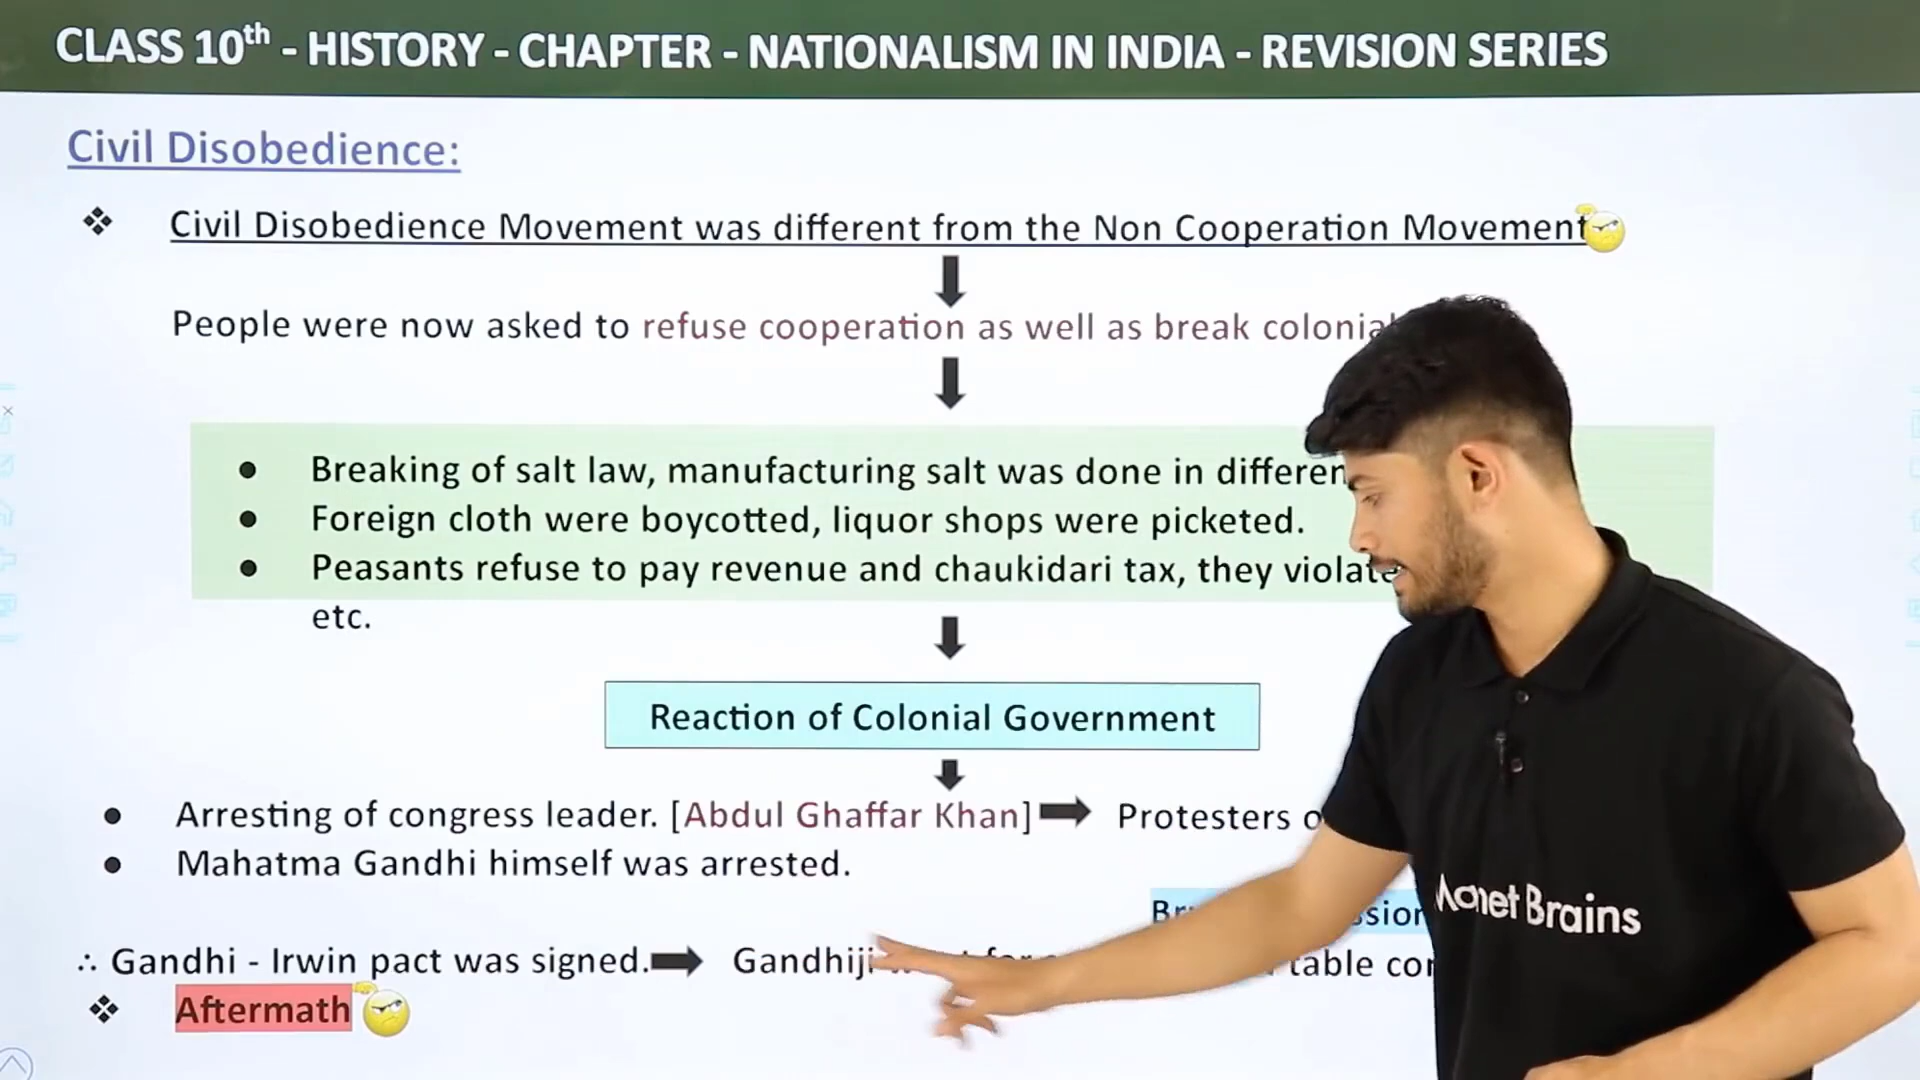 CLASS 10th - HISTORY - CHAPTER - NATIONALISM IN INDIA - REVISION SERIES
Civil Disobedience:
❖ Civil Disobedience Movement was different from the Non Cooperation Movement
People were now asked to refuse cooperation as well as break colonial
● Breaking of salt law, manufacturing salt was done in
● Foreign cloth were boycotted, liquor shops were picketed.
● Peasants refuse to pay revenue and chaukidari tax, they
etc.
Reaction of Colonial Government
● Arresting of congress leader. [Abdul Ghaffar Khan] Protesters
● Mahatma Gandhi himself was arrested.
∴ Gandhi - Irwin pact was signed. Gandhiji table
❖ Aftermath
Magnet Brains